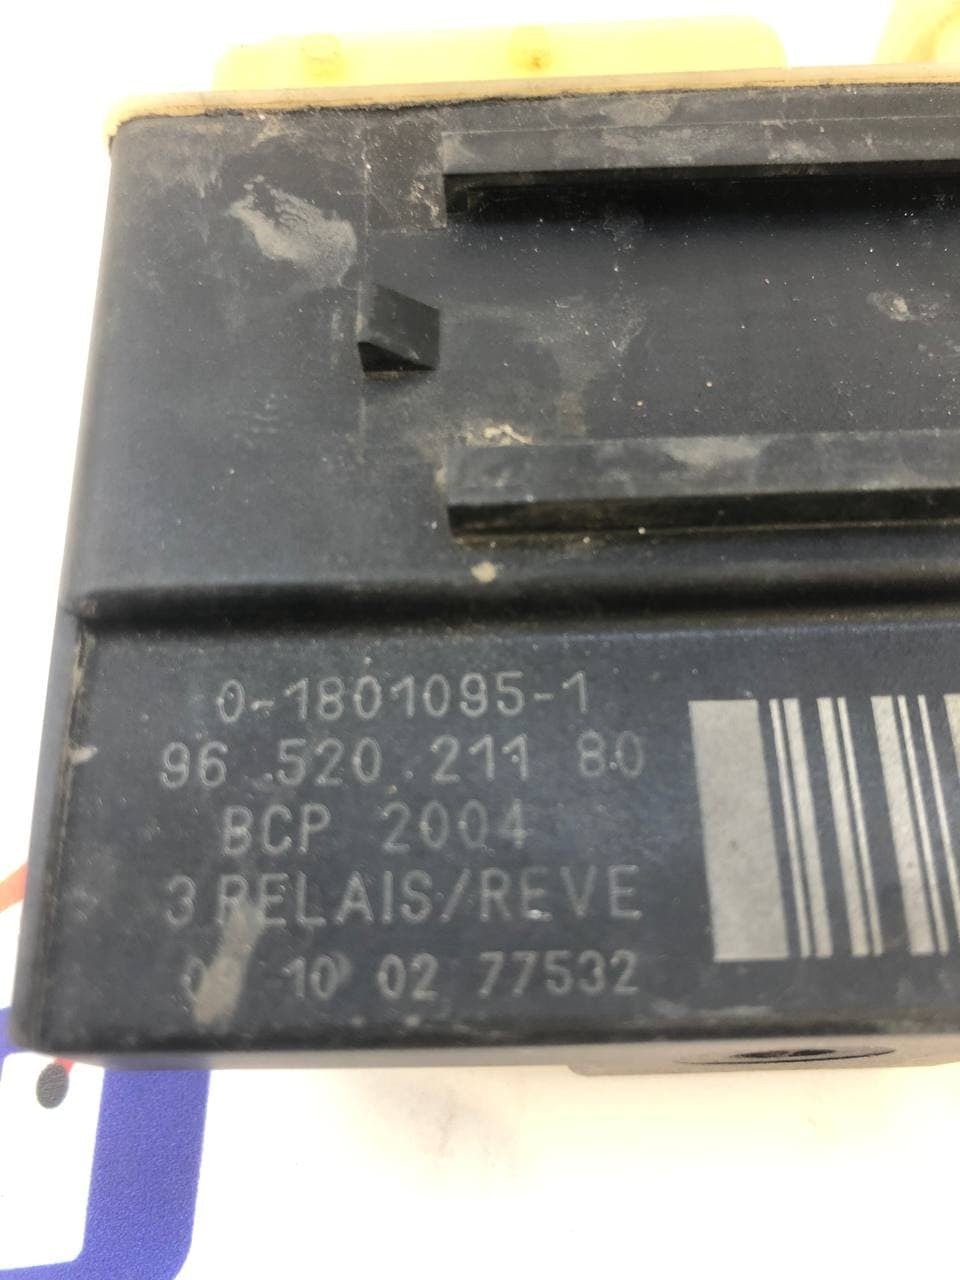 0-1801095-1
96 520 211 80
BCP 2004
3 RELAIS/REVE
10 02 77532